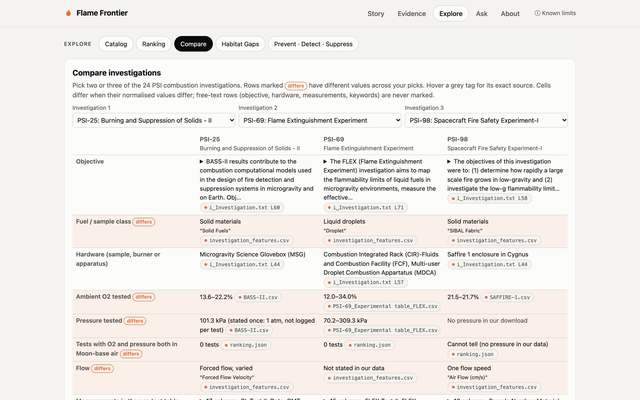 Flame Frontier
Story Evidence Explore Ask About Known limits
EXPLORE Catalog Ranking Compare Habitat Gaps Prevent · Detect · Suppress
Compare investigations
Pick two or three of the 24 PSI combustion investigations. Rows marked differs have different values across your picks. Hover a grey tag for its exact source. Cells
differ when their normalised values differ; free-text rows (objective, hardware, measurements, keywords) are never marked.
Investigation 1 Investigation 2 Investigation 3
PSI-25: Burning and Suppression of Solids - II PSI-69: Flame Extinguishment Experiment PSI-98: Spacecraft Fire Safety Experiment-I
PSI-25 PSI-69 PSI-98
Burning and Suppression of Solids - II Flame Extinguishment Experiment Spacecraft Fire Safety Experiment-I
Objective
▶ BASS-II results contribute to the
combustion computational models used
in the design of fire detection and
suppression systems in microgravity and
on Earth. Obj...
i_Investigation.txt L60
▶ The FLEX (Flame Extinguishment
Experiment) investigation aims to map
the flammability limits of liquid fuels in
microgravity environments, measure the
effective...
i_Investigation.txt L71
▶ The objectives of this investigation
were to: (1) determine how rapidly a large
scale fire grows in low-gravity and (2)
investigate the low-g flammability limit...
i_Investigation.txt L58
Fuel / sample class differs
Solid materials
"Solid Fuels"
investigation_features.csv
Liquid droplets
"Droplet"
investigation_features.csv
Solid materials
"SIBAL Fabric"
investigation_features.csv
Hardware (sample, burner or
apparatus)
Microgravity Science Glovebox (MSG)
i_Investigation.txt L44
Combustion Integrated Rack (CIR)-Fluids
and Combustion Facility (FCF), Multi-user
Droplet Combustion Appartatus (MDCA)
i_Investigation.txt L57
Saffire 1 enclosure in Cygnus
i_Investigation.txt L44
Ambient O2 tested differs
13.6–22.2% BASS-II.csv
12.0–34.0%
PSI-69_Experimental table_FLEX.csv
21.5–21.7% SAFFIRE-1.csv
Pressure tested differs
101.3 kPa (stated once: 1 atm, not logged
per test) BASS-II.csv
70.2–309.3 kPa
PSI-69_Experimental table_FLEX.csv
No pressure in our download
Tests with O2 and pressure both in
Moon-base air differs
0 tests ranking.json
0 tests ranking.json
Cannot tell (no pressure in our data)
ranking.json
Flow differs
Forced flow, varied
"Forced Flow Velocity"
investigation_features.csv
Not stated in our data
investigation_features.csv
One flow speed
"Air Flow (cm/s)"
investigation_features.csv